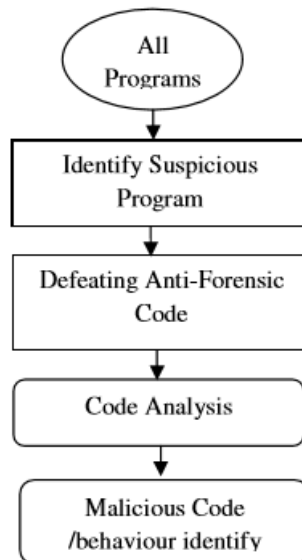 All
Programs
Identify Suspicious
Program
Defeating Anti-Forensic
Code
Code Analysis
Malicious Code
/behaviour identify